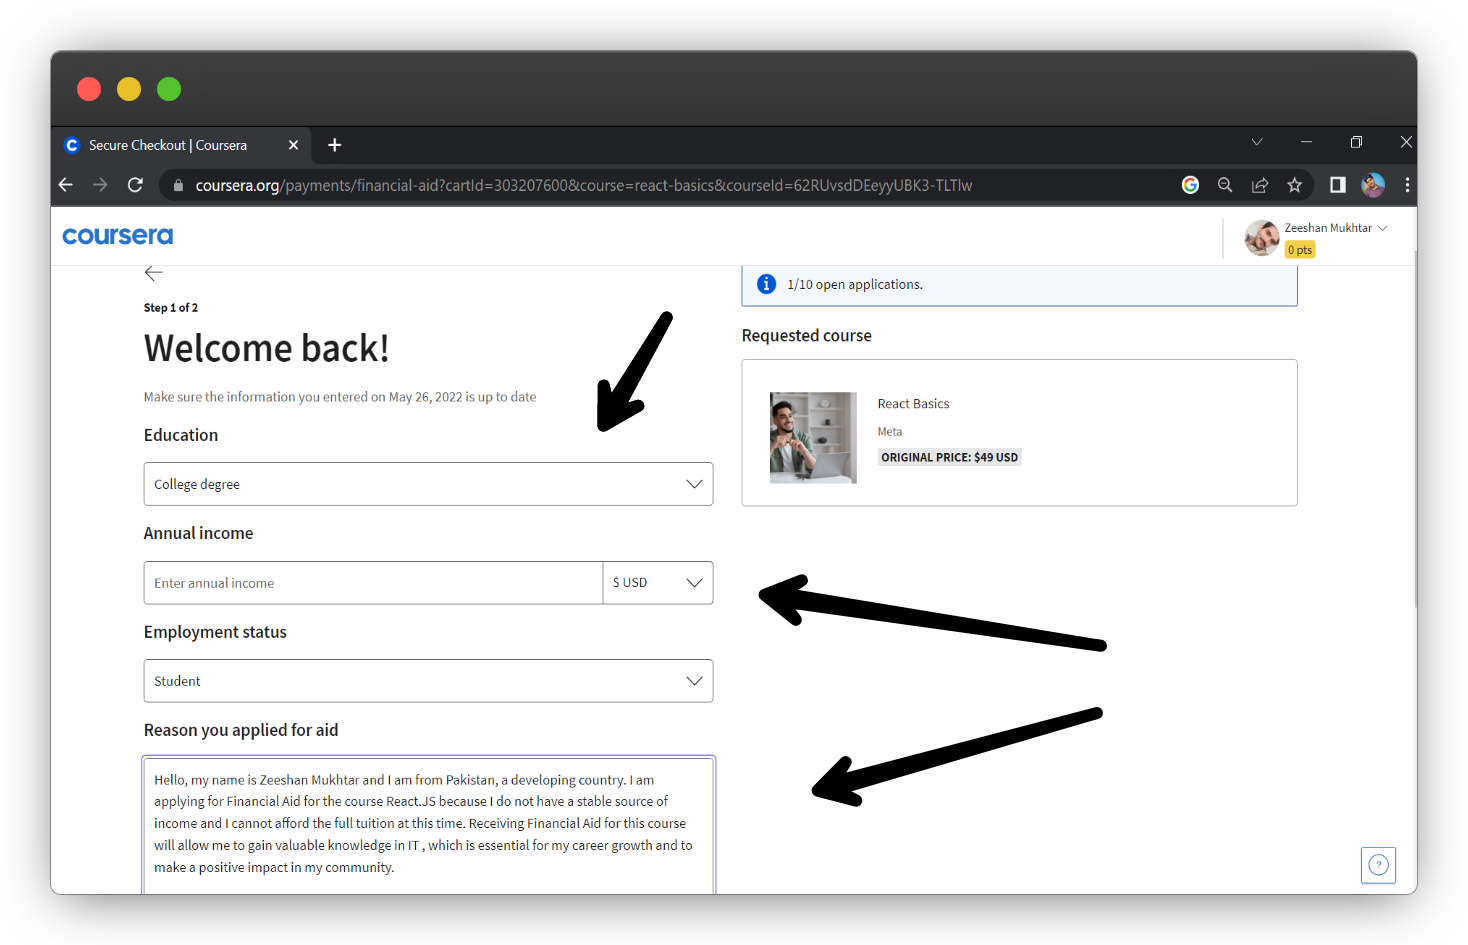 Secure Checkout | Coursera
coursera.org/payments/financial-aid?cartId=303207600&course=react-basics&courseId=62RUvsdDEeyyUBK3-TLTlw
coursera
Zeeshan Mukhtar
0 pts
1/10 open applications.
Step 1 of 2
Welcome back!
Make sure the information you entered on May 26, 2022 is up to date
Education
College degree
Annual income
Enter annual income
$ USD
Employment status
Student
Reason you applied for aid
Hello, my name is Zeeshan Mukhtar and I am from Pakistan, a developing country. I am
applying for Financial Aid for the course React.JS because I do not have a stable source of
income and I cannot afford the full tuition at this time. Receiving Financial Aid for this course
will allow me to gain valuable knowledge in IT , which is essential for my career growth and to
make a positive impact in my community.
Requested course
React Basics
Meta
ORIGINAL PRICE: $49 USD